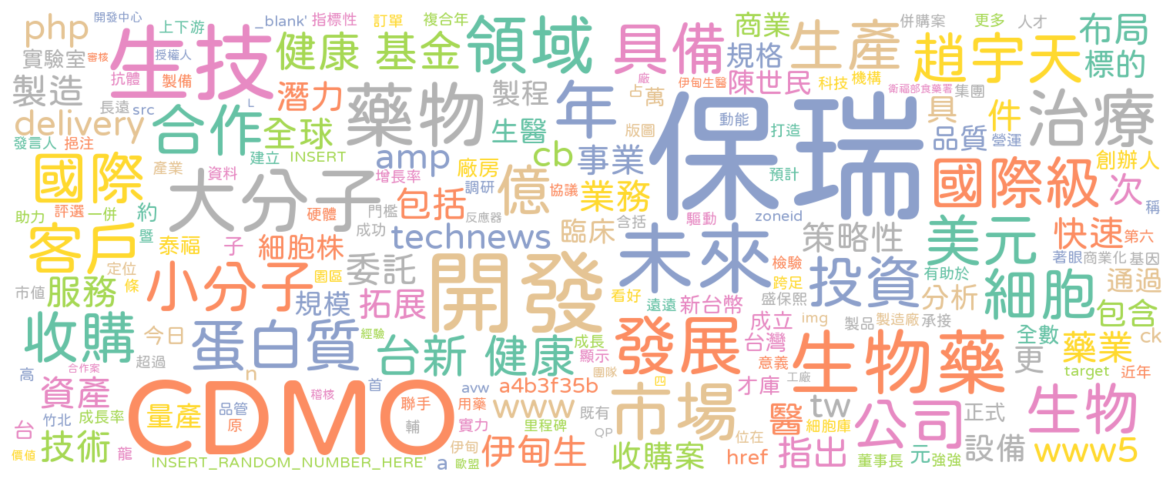 開發中心 上下游 _blank' 指標性 訂單 複合年 併購案 更多 人才
php 生技 健康 基金 領域 具備 商業 生產 趙宇天 布局
實驗室 審核 授權人 規格 標的
製造 抗體 製備 潛力 製程 陳世民 科技 機構 伊甸生醫 衛福部食藥署 集團
長遠 src 藥物 年 占 萬 廠 具 件 治療
delivery 合作 全球 L 生醫 版圖 保瑞 動能 打造 品質 營運
發言人 挹注 建立 INSERT amp cb 事業 創辦人
國際 產業 資料 增長率 廠房 調研 協議 億 業務 預計 國際級 次 稱
助力 評選 一併 約 大分子 硬體 門檻 包括 反應器 含括 驅動 zoneid
客戶 暨 成功 technews 臨床 未來 策略性 美元 快速 第六
泰福 子 細胞株 檢驗 著眼 商業化 基因
定位 條 小分子 園區 委託 開發 看好 遠遠 新台幣 跨足 投資 有助於 細胞 通過
市值 服務 規模 拓展 盛保熙 分析 包含
收購 今日 蛋白質 經驗 台新 健康 成長 發展 成立 img 製品 製造廠 承接 全數 ck
超過 顯示 台灣 生物藥 更 藥業
高 n 團隊 意義 target 近年
資產 合作案 首 avw a4b3f35b 四 才庫 工廠
CDMO 稽核 用藥 www 市場 醫 tw 公司 生物
竹北 成長率 量產 品管 原 聯手 實力 里程碑 既有 細胞庫 正式
台 技術 龍 輔 伊甸 伊甸生 QP 位在 設備 www5
價值 INSERT_RANDOM_NUMBER_HERE' a 歐盟 收購案 href 指出 董事長 元 強強